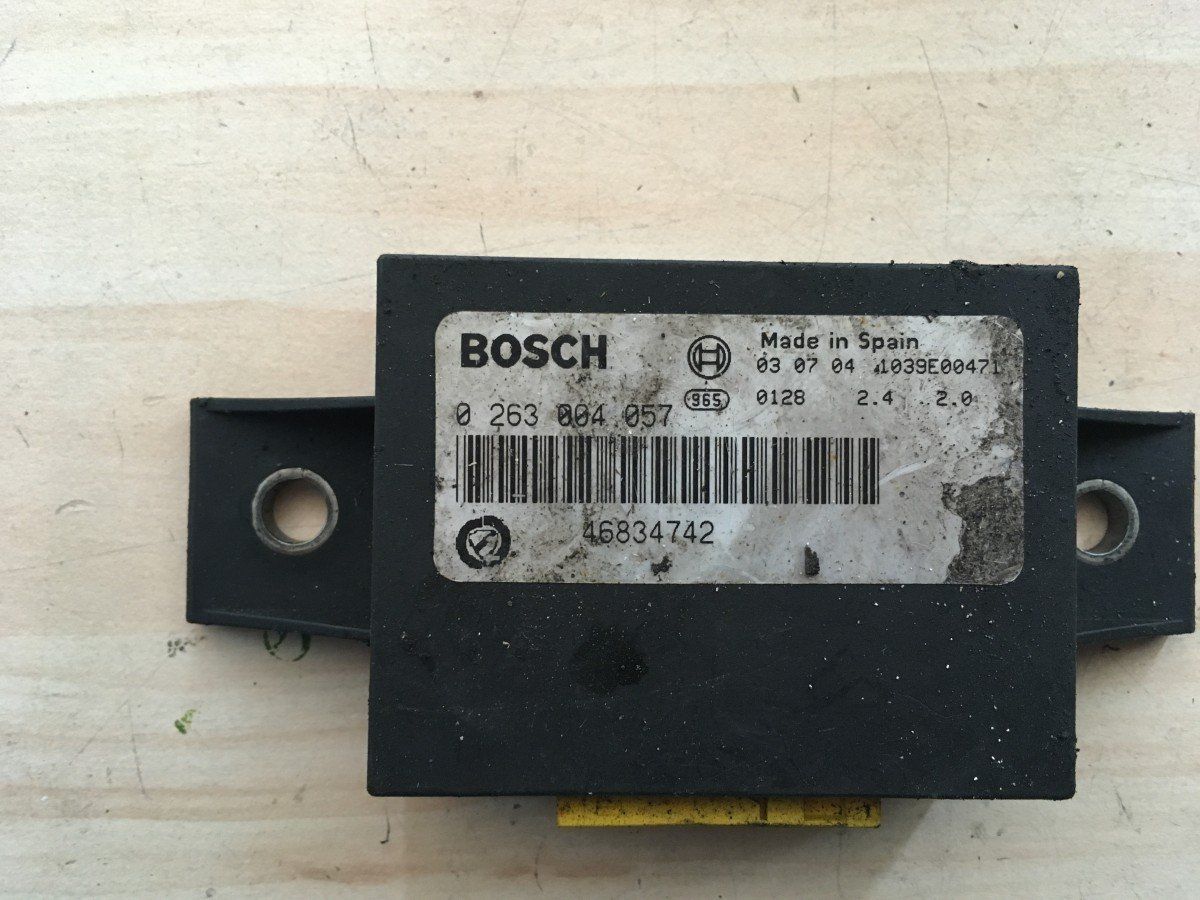 BOSCH
Made in Spain
03 07 04 1039E00471
965
0128 2.4 2.0
0 263 004 057
46834742